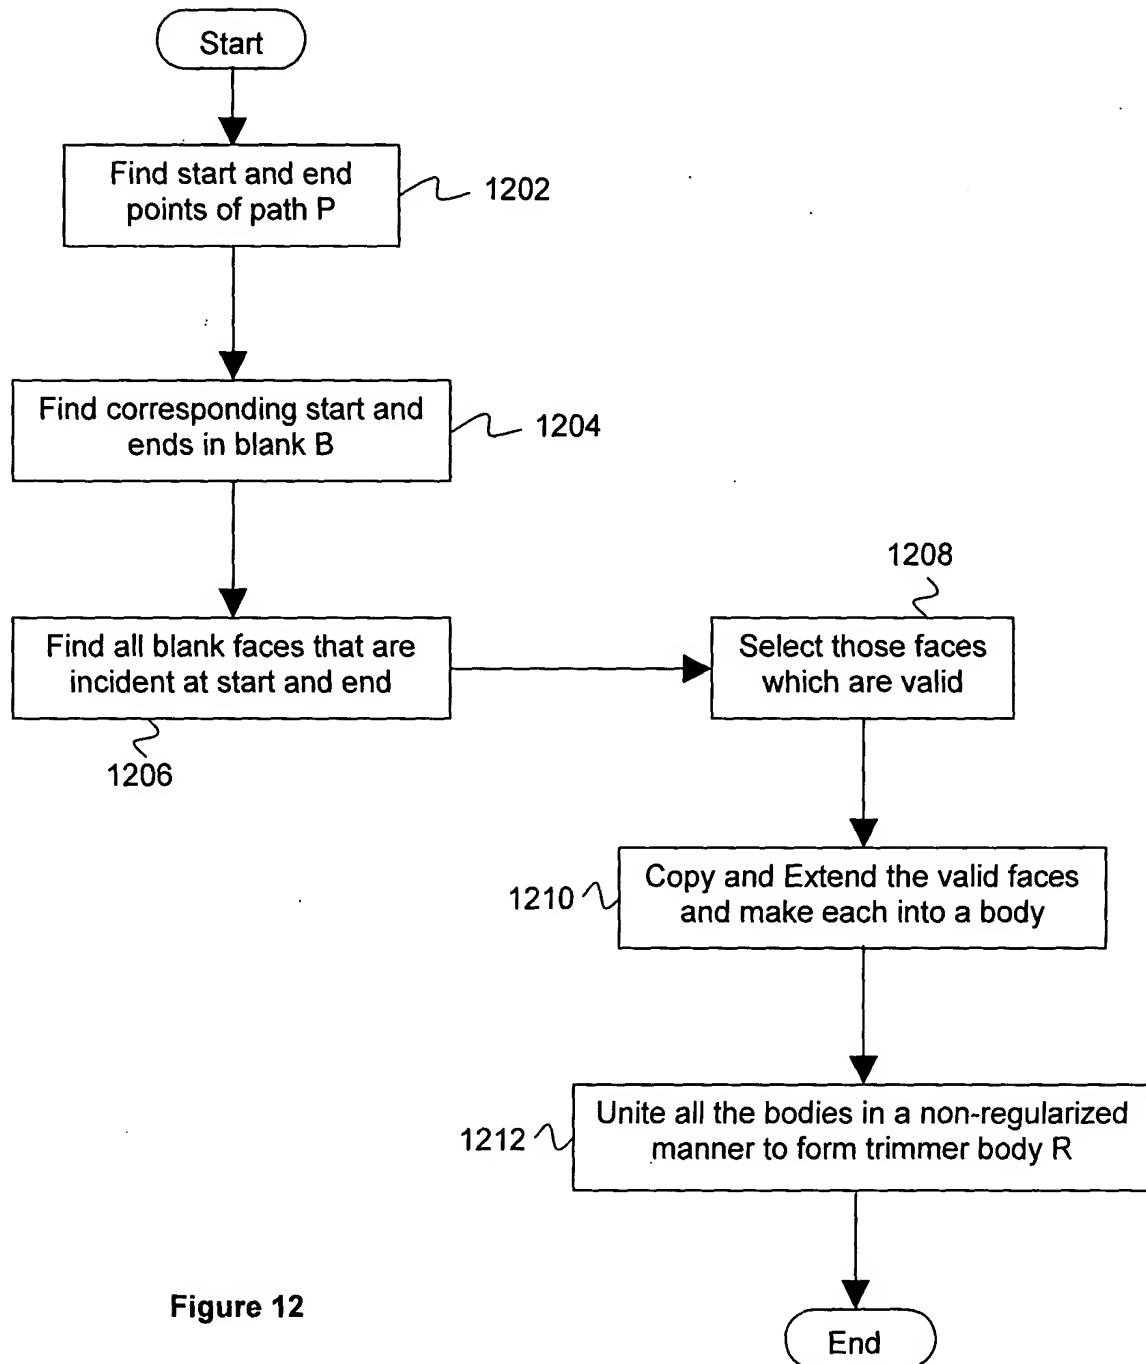 Start
Find start and end
points of path P
1202
Find corresponding start and
ends in blank B
1204
Find all blank faces that are
incident at start and end
1206
1208
Select those faces
which are valid
1210
Copy and Extend the valid faces
and make each into a body
1212
Unite all the bodies in a non-regularized
manner to form trimmer body R
End
Figure 12